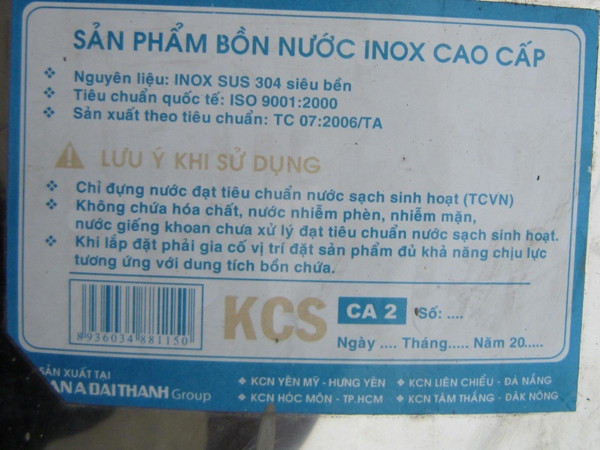 SẢN PHẨM BỒN NƯỚC INOX CAO CẤP
❖ Nguyên liệu: INOX SUS 304 siêu bền
❖ Tiêu chuẩn quốc tế: ISO 9001:2000
❖ Sản xuất theo tiêu chuẩn: TC 07:2006/TA
LƯU Ý KHI SỬ DỤNG
❖ Chỉ đựng nước đạt tiêu chuẩn nước sạch sinh hoạt (TCVN)
❖ Không chứa hóa chất, nước nhiễm phèn, nhiễm mặn,
nước giếng khoan chưa xử lý đạt tiêu chuẩn nước sạch sinh hoạt.
❖ Khi lắp đặt phải gia cố vị trí đặt sản phẩm đủ khả năng chịu lực
tương ứng với dung tích bồn chứa.
8936034881150
KCS CA 2 Số: ....
Ngày .... Tháng..... Năm 20.....
SẢN XUẤT TẠI
AN A DAI THANH Group
❖ KCN YÊN MỸ - HƯNG YÊN ❖ KCN LIÊN CHIỂU - ĐÀ NẴNG
❖ KCN HÓC MÔN - TP.HCM ❖ KCN TÂM THẮNG - ĐĂK NÔNG